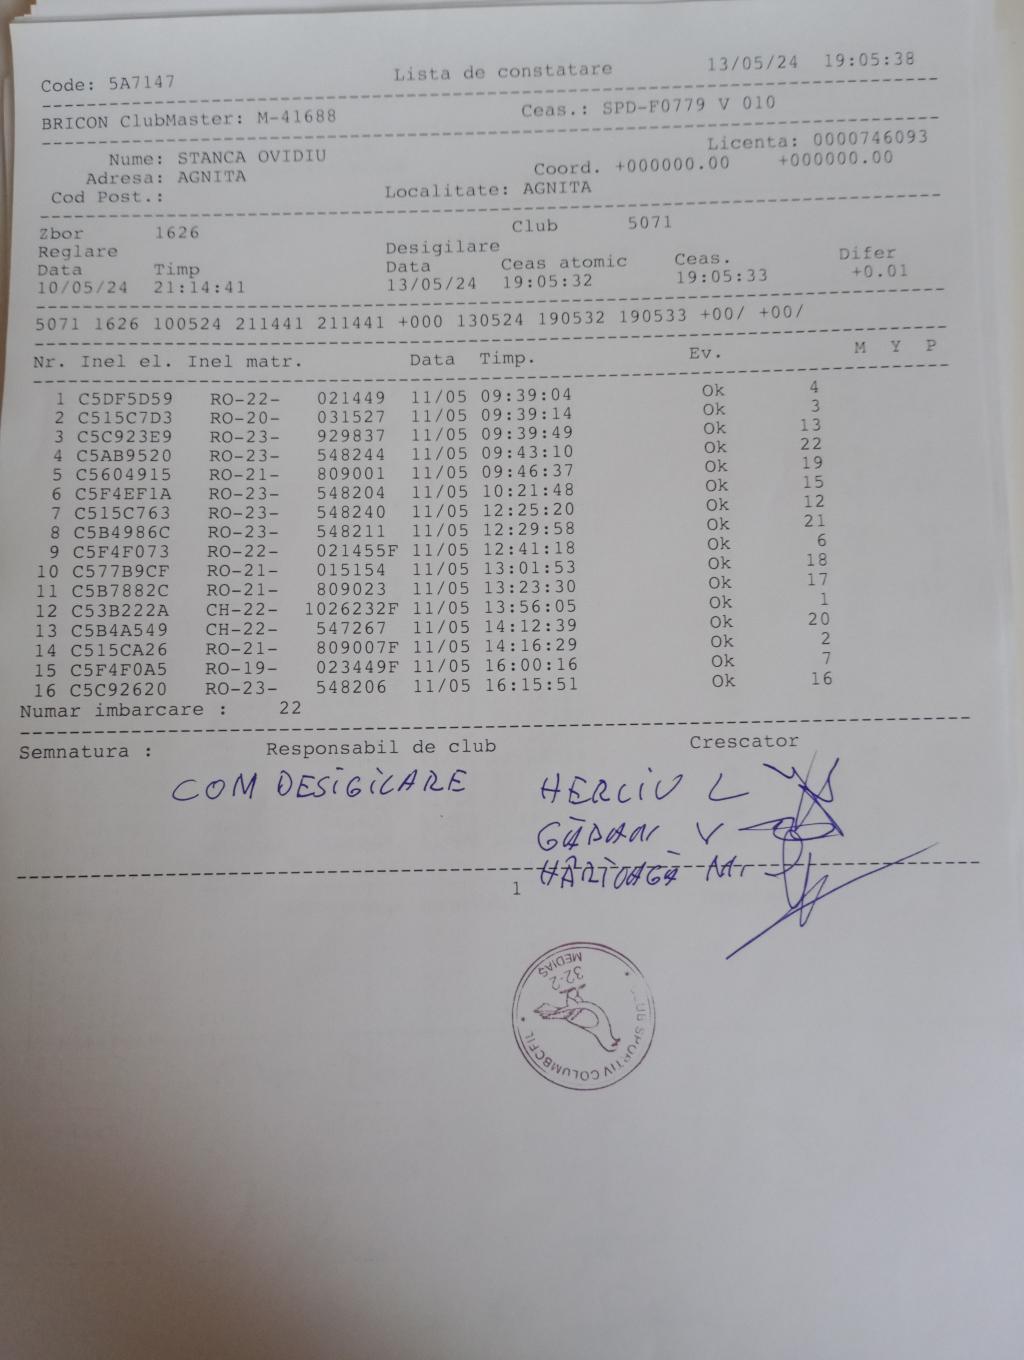 Code: 5A7147 Lista de constatare 13/05/24 19:05:38
BRICON ClubMaster: M-41688 Ceas.: SPD-F0779 V 010
Licenta: 0000746093
Nume: STANCA OVIDIU Coord. +000000.00 +000000.00
Adresa: AGNITA
Cod Post.: Localitate: AGNITA
Zbor 1626 Club 5071
Reglare Desigilare
Data Timp Data Ceas atomic Ceas. Difer
10/05/24 21:14:41 13/05/24 19:05:32 19:05:33 +0.01
5071 1626 100524 211441 211441 +000 130524 190532 190533 +00/ +00/
Nr. Inel el. Inel matr. Data Timp. Ev. M Y P
1 C5DF5D59 RO-22- 021449 11/05 09:39:04 Ok 4
2 C515C7D3 RO-20- 031527 11/05 09:39:14 Ok 3
3 C5C923E9 RO-23- 929837 11/05 09:39:49 Ok 13
4 C5AB9520 RO-23- 548244 11/05 09:43:10 Ok 22
5 C5604915 RO-21- 809001 11/05 09:46:37 Ok 19
6 C5F4EF1A RO-23- 548204 11/05 10:21:48 Ok 15
7 C515C763 RO-23- 548240 11/05 12:25:20 Ok 12
8 C5B4986C RO-23- 548211 11/05 12:29:58 Ok 21
9 C5F4F073 RO-22- 021455F 11/05 12:41:18 Ok 6
10 C577B9CF RO-21- 015154 11/05 13:01:53 Ok 18
11 C5B7882C RO-21- 809023 11/05 13:23:30 Ok 17
12 C53B222A CH-22- 1026232F 11/05 13:56:05 Ok 1
13 C5B4A549 CH-22- 547267 11/05 14:12:39 Ok 20
14 C515CA26 RO-21- 809007F 11/05 14:16:29 Ok 2
15 C5F4F0A5 RO-19- 023449F 11/05 16:00:16 Ok 7
16 C5C92620 RO-23- 548206 11/05 16:15:51 Ok 16
Numar imbarcare : 22
Semnatura : Responsabil de club Crescator
COM DESIGILARE HERCIU L
V
HÂRTOAGĂ M
1
CLUB SPORTIV COLUMBOFIL
32-2
MEDIAȘ